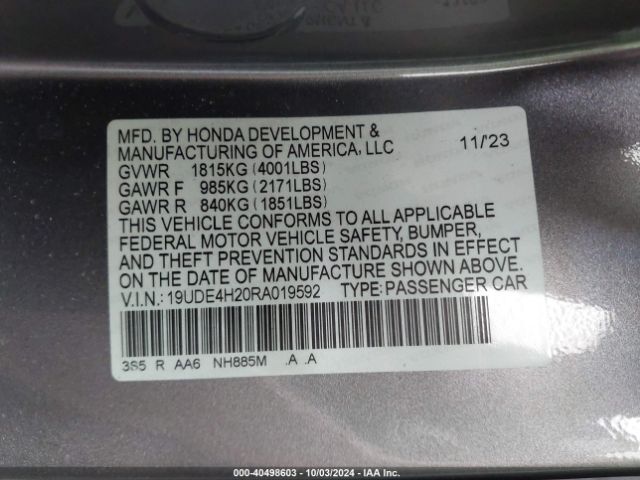 MFD. BY HONDA DEVELOPMENT &
MANUFACTURING OF AMERICA, LLC 11/'23
GVWR 1815KG (4001LBS)
GAWR F 985KG (2171LBS)
GAWR R 840KG (1851LBS)
THIS VEHICLE CONFORMS TO ALL APPLICABLE
FEDERAL MOTOR VEHICLE SAFETY, BUMPER,
AND THEFT PREVENTION STANDARDS IN EFFECT
ON THE DATE OF MANUFACTURE SHOWN ABOVE.
V.I.N.: 19UDE4H20RA019592 TYPE: PASSENGER CAR
3S5 R AA6 NH885M .A .A
000-40498603 - 10/03/2024 - IAA Inc.